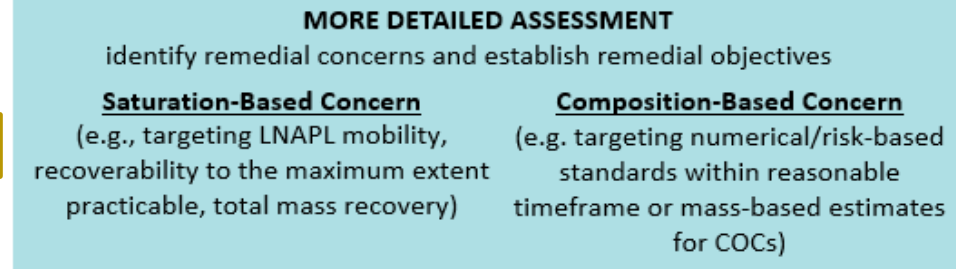 MORE DETAILED ASSESSMENT
identify remedial concerns and establish remedial objectives
Saturation-Based Concern
(e.g., targeting LNAPL mobility,
recoverability to the maximum extent
practicable, total mass recovery)
Composition-Based Concern
(e.g. targeting numerical/risk-based
standards within reasonable
timeframe or mass-based estimates
for COCs)